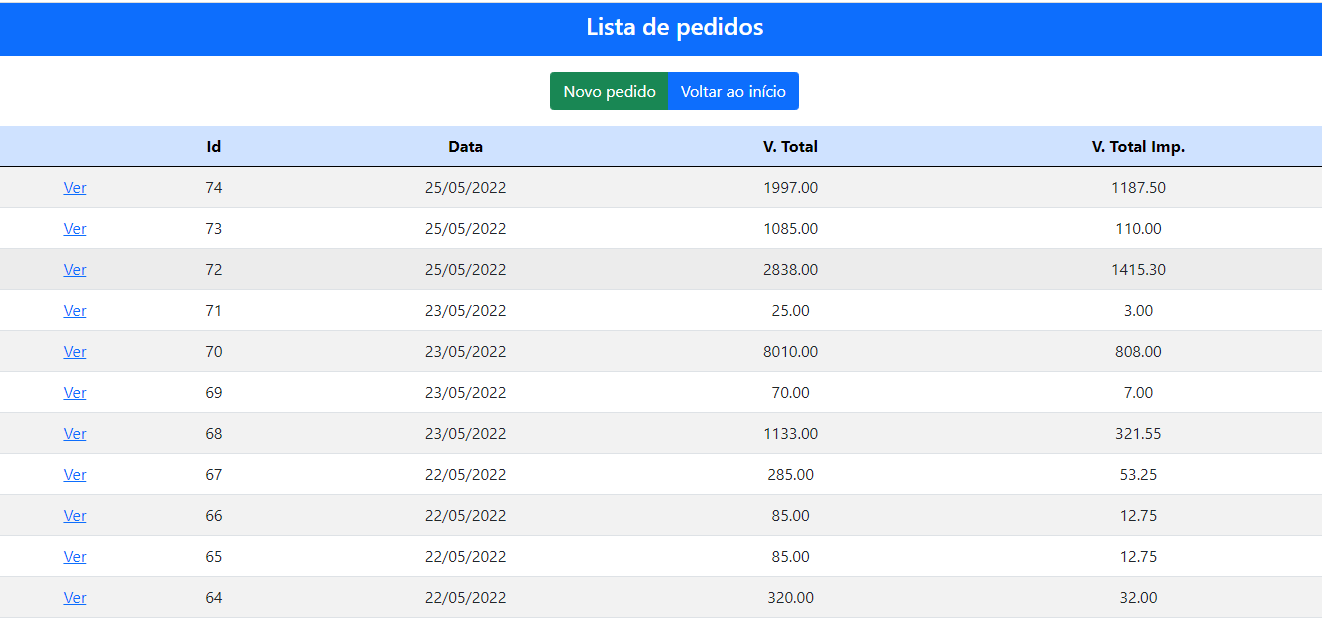 Lista de pedidos
Novo pedido Voltar ao início
Id Data V. Total V. Total Imp.
Ver 74 25/05/2022 1997.00 1187.50
Ver 73 25/05/2022 1085.00 110.00
Ver 72 25/05/2022 2838.00 1415.30
Ver 71 23/05/2022 25.00 3.00
Ver 70 23/05/2022 8010.00 808.00
Ver 69 23/05/2022 70.00 7.00
Ver 68 23/05/2022 1133.00 321.55
Ver 67 22/05/2022 285.00 53.25
Ver 66 22/05/2022 85.00 12.75
Ver 65 22/05/2022 85.00 12.75
Ver 64 22/05/2022 320.00 32.00